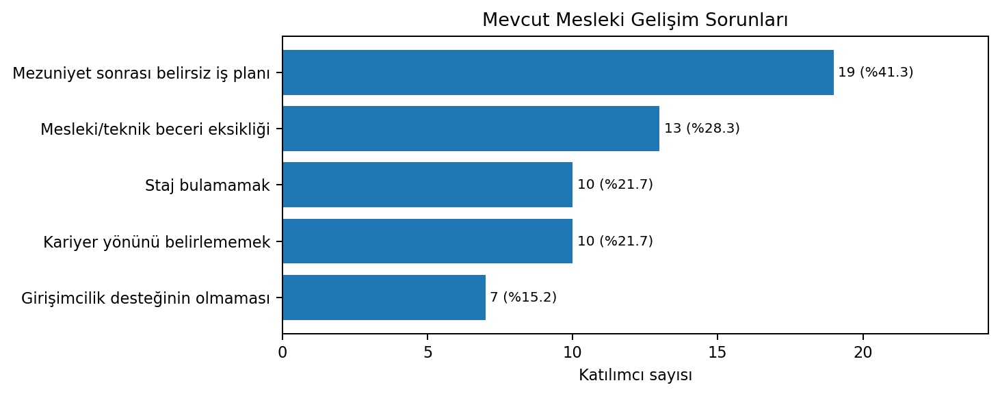 Mevcut Mesleki Gelişim Sorunları
Mezuniyet sonrası belirsiz iş planı
19 (%41.3)
Mesleki/teknik beceri eksikliği
13 (%28.3)
Staj bulamamak
10 (%21.7)
Kariyer yönünü belirlememek
10 (%21.7)
Girişimcilik desteğinin olmaması
7 (%15.2)
0 5 10 15 20
Katılımcı sayısı